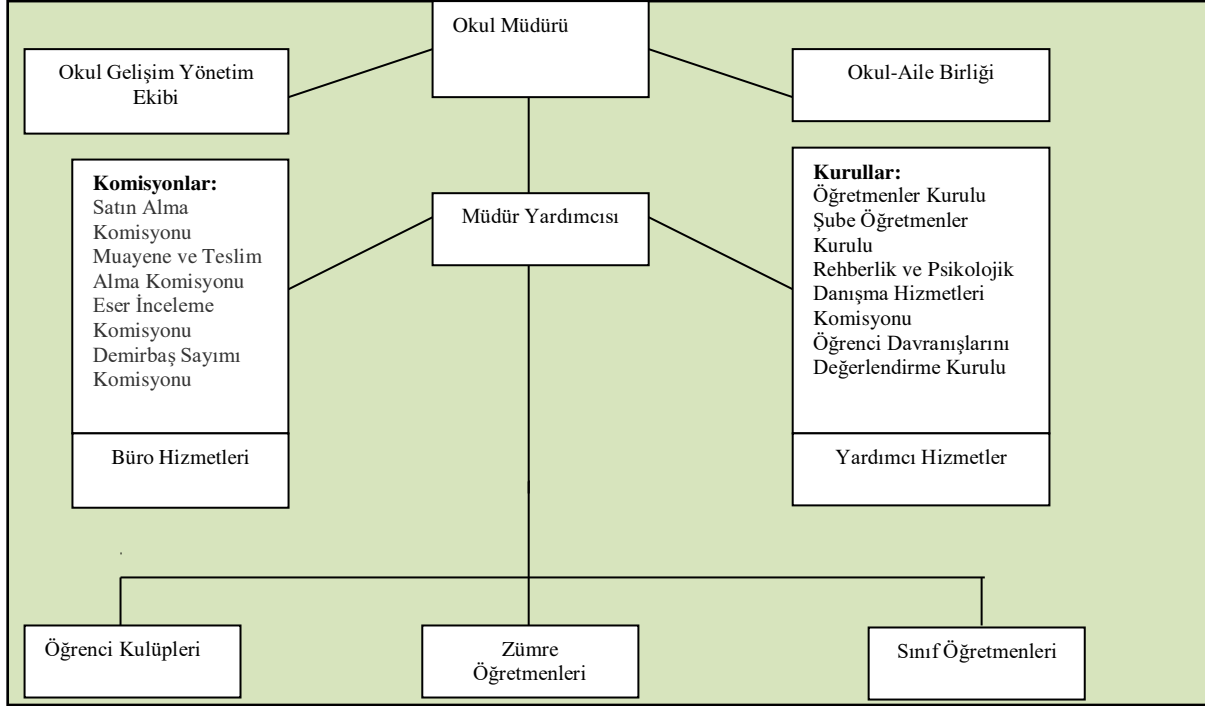 Okul Müdürü
Okul Gelişim Yönetim
Ekibi
Okul-Aile Birliği
Komisyonlar:
Satın Alma
Komisyonu
Muayene ve Teslim
Alma Komisyonu
Eser İnceleme
Komisyonu
Demirbaş Sayımı
Komisyonu
Müdür Yardımcısı
Kurullar:
Öğretmenler Kurulu
Şube Öğretmenler
Kurulu
Rehberlik ve Psikolojik
Danışma Hizmetleri
Komisyonu
Öğrenci Davranışlarını
Değerlendirme Kurulu
Büro Hizmetleri
Yardımcı Hizmetler
Öğrenci Kulüpleri
Zümre
Öğretmenleri
Sınıf Öğretmenleri